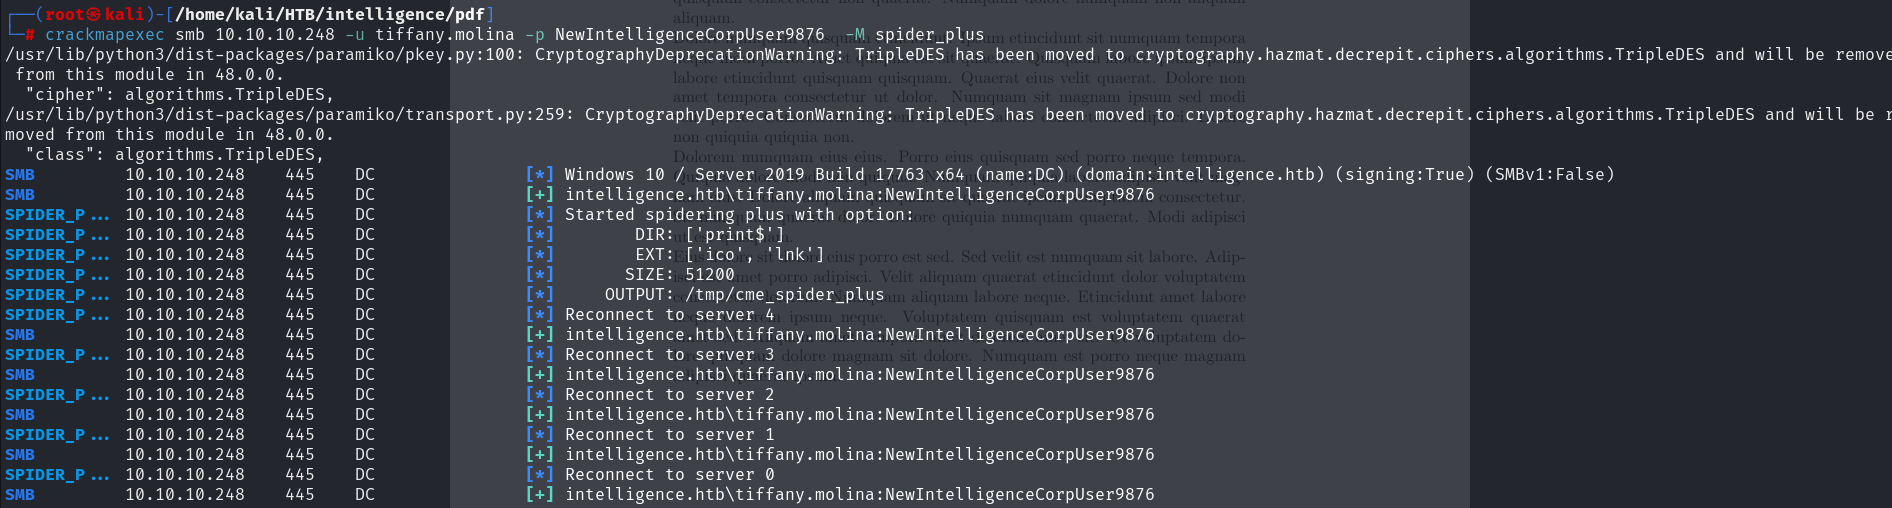 ┌──(root㉿kali)-[/home/kali/HTB/intelligence/pdf]
└─# crackmapexec smb 10.10.10.248 -u tiffany.molina -p NewIntelligenceCorpUser9876  -M spider_plus
/usr/lib/python3/dist-packages/paramiko/pkey.py:100: CryptographyDeprecationWarning: TripleDES has been moved to cryptography.hazmat.decrepit.ciphers.algorithms.TripleDES and will be remove
 from this module in 48.0.0.
  "cipher": algorithms.TripleDES,
/usr/lib/python3/dist-packages/paramiko/transport.py:259: CryptographyDeprecationWarning: TripleDES has been moved to cryptography.hazmat.decrepit.ciphers.algorithms.TripleDES and will be r
moved from this module in 48.0.0.
  "class": algorithms.TripleDES,
SMB         10.10.10.248    445    DC               [*] Windows 10 / Server 2019 Build 17763 x64 (name:DC) (domain:intelligence.htb) (signing:True) (SMBv1:False)
SMB         10.10.10.248    445    DC               [+] intelligence.htb\tiffany.molina:NewIntelligenceCorpUser9876
SPIDER_P... 10.10.10.248    445    DC               [*] Started spidering plus with option:
SPIDER_P... 10.10.10.248    445    DC               [*]        DIR: ['print$']
SPIDER_P... 10.10.10.248    445    DC               [*]        EXT: ['ico', 'lnk']
SPIDER_P... 10.10.10.248    445    DC               [*]       SIZE: 51200
SPIDER_P... 10.10.10.248    445    DC               [*]     OUTPUT: /tmp/cme_spider_plus
SPIDER_P... 10.10.10.248    445    DC               [*] Reconnect to server 4
SMB         10.10.10.248    445    DC               [+] intelligence.htb\tiffany.molina:NewIntelligenceCorpUser9876
SPIDER_P... 10.10.10.248    445    DC               [*] Reconnect to server 3
SMB         10.10.10.248    445    DC               [+] intelligence.htb\tiffany.molina:NewIntelligenceCorpUser9876
SPIDER_P... 10.10.10.248    445    DC               [*] Reconnect to server 2
SMB         10.10.10.248    445    DC               [+] intelligence.htb\tiffany.molina:NewIntelligenceCorpUser9876
SPIDER_P... 10.10.10.248    445    DC               [*] Reconnect to server 1
SMB         10.10.10.248    445    DC               [+] intelligence.htb\tiffany.molina:NewIntelligenceCorpUser9876
SPIDER_P... 10.10.10.248    445    DC               [*] Reconnect to server 0
SMB         10.10.10.248    445    DC               [+] intelligence.htb\tiffany.molina:NewIntelligenceCorpUser9876